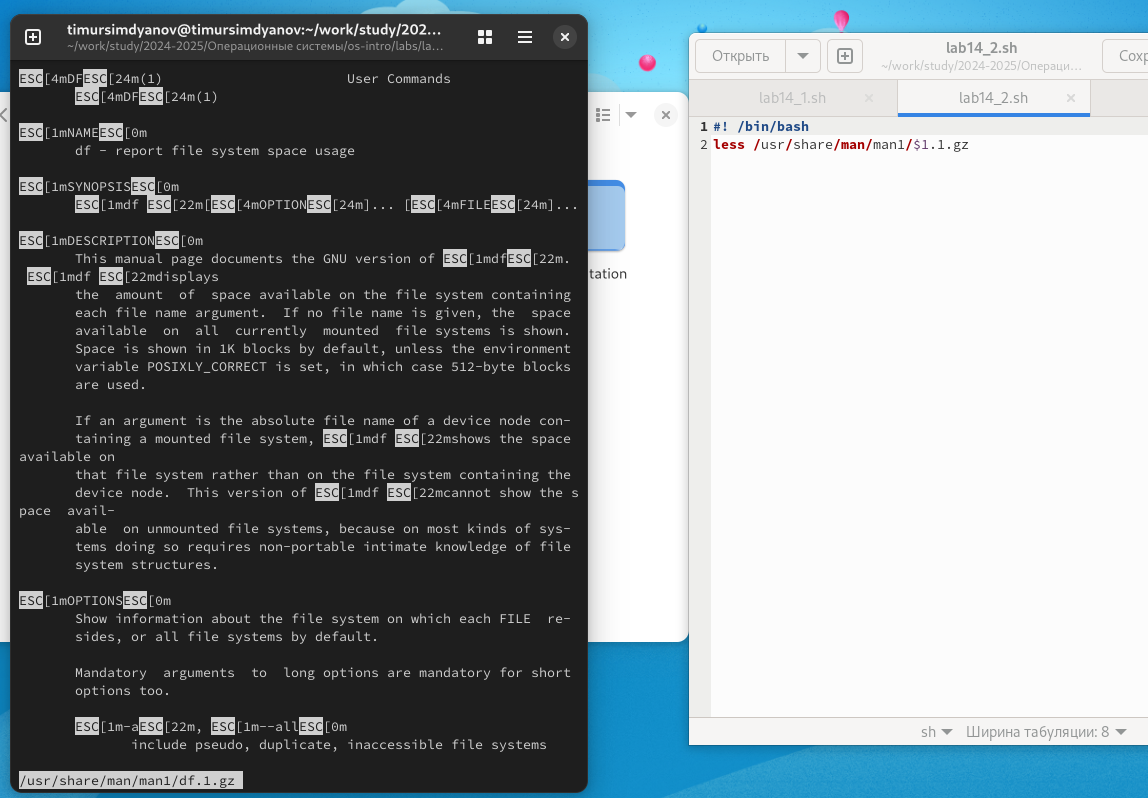 timursimdyanov@timursimdyanov:~/work/study/202...
~/work/study/2024-2025/Операционные системы/os-intro/labs/la...
ESC[4mDFESC[24m(1)                       User Commands
       ESC[4mDFESC[24m(1)
ESC[1mNAMEESC[0m
       df - report file system space usage
ESC[1mSYNOPSISESC[0m
       ESC[1mdf ESC[22m[ESC[4mOPTIONESC[24m]... [ESC[4mFILEESC[24m]...
ESC[1mDESCRIPTIONESC[0m
       This manual page documents the GNU version of ESC[1mdfESC[22m.
 ESC[1mdf ESC[22mdisplays
       the  amount  of  space available on the file system containing
       each file name argument.  If no file name is given, the  space
       available  on  all  currently  mounted  file systems is shown.
       Space is shown in 1K blocks by default, unless the environment
       variable POSIXLY_CORRECT is set, in which case 512-byte blocks
       are used.
       If an argument is the absolute file name of a device node con-
       taining a mounted file system, ESC[1mdf ESC[22mshows the space
available on
       that file system rather than on the file system containing the
       device node.  This version of ESC[1mdf ESC[22mcannot show the s
pace  avail-
       able  on unmounted file systems, because on most kinds of sys-
       tems doing so requires non-portable intimate knowledge of file
       system structures.
ESC[1mOPTIONSESC[0m
       Show information about the file system on which each FILE  re-
       sides, or all file systems by default.
       Mandatory  arguments  to  long options are mandatory for short
       options too.
       ESC[1m-aESC[22m, ESC[1m--allESC[0m
              include pseudo, duplicate, inaccessible file systems
/usr/share/man/man1/df.1.gz
tation
Открыть
lab14_2.sh
~/work/study/2024-2025/Операци...
Сохр
lab14_1.sh
lab14_2.sh
1 #! /bin/bash
2 less /usr/share/man/man1/$1.1.gz
sh
Ширина табуляции: 8